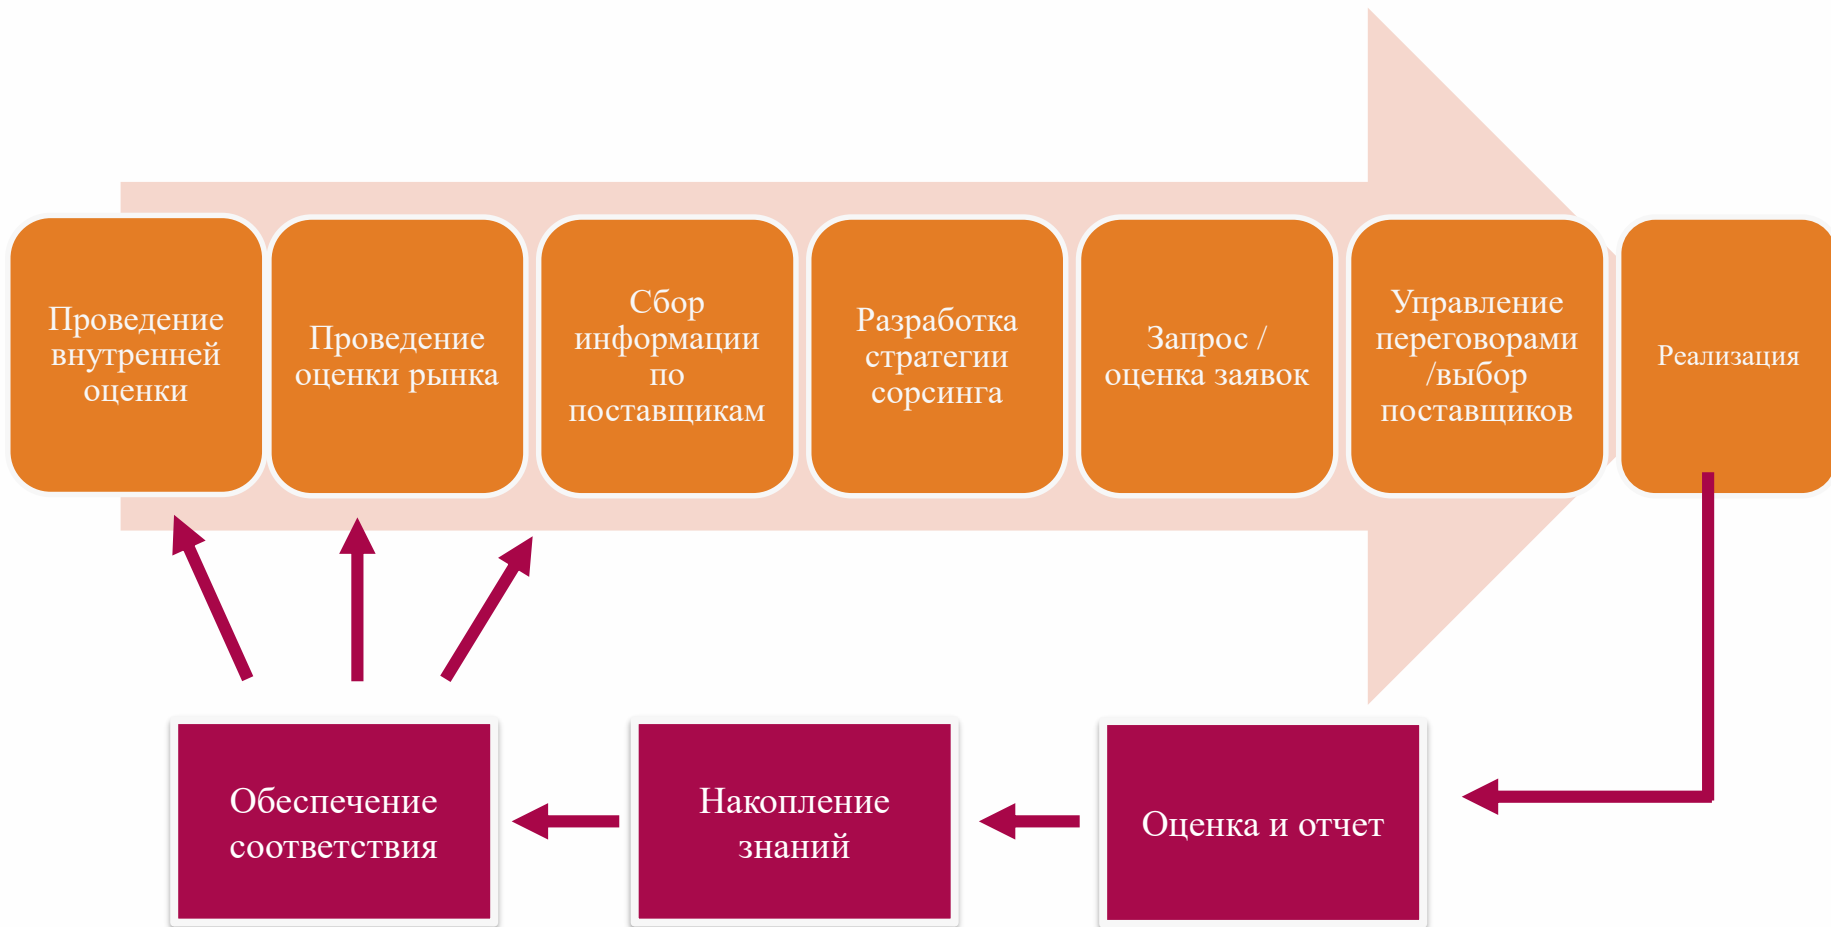 Проведение
внутренней
оценки
Проведение
оценки рынка
Сбор
информации
по
поставщикам
Разработка
стратегии
сорсинга
Запрос /
оценка заявок
Управление
переговорами
/выбор
поставщиков
Реализация
Обеспечение
соответствия
Накопление
знаний
Оценка и отчет